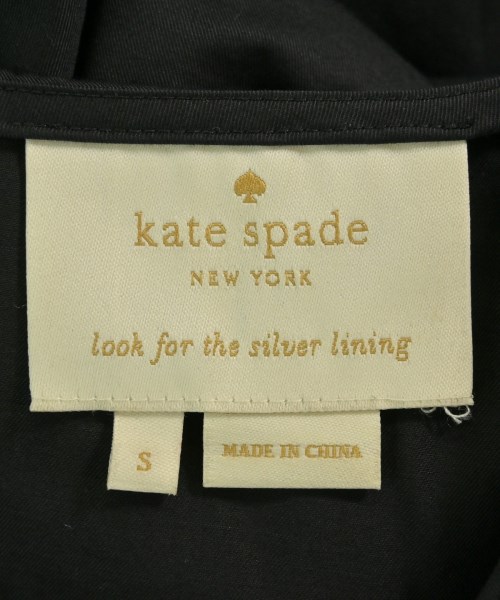 kate spade
NEW YORK
look for the silver lining
S
MADE IN CHINA